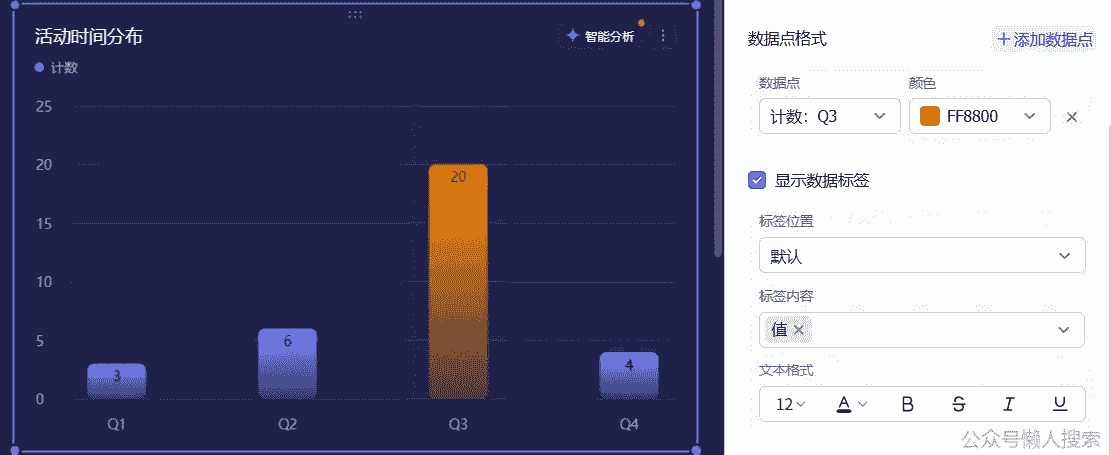 活动时间分布
智能分析
计数
25
20
15
10
5
0
3
6
20
4
Q1
Q2
Q3
Q4
数据点格式
添加数据点
数据点
颜色
计数：Q3
FF8800
显示数据标签
标签位置
默认
标签内容
值
文本格式
12 A B S I U
公众号懒人搜索